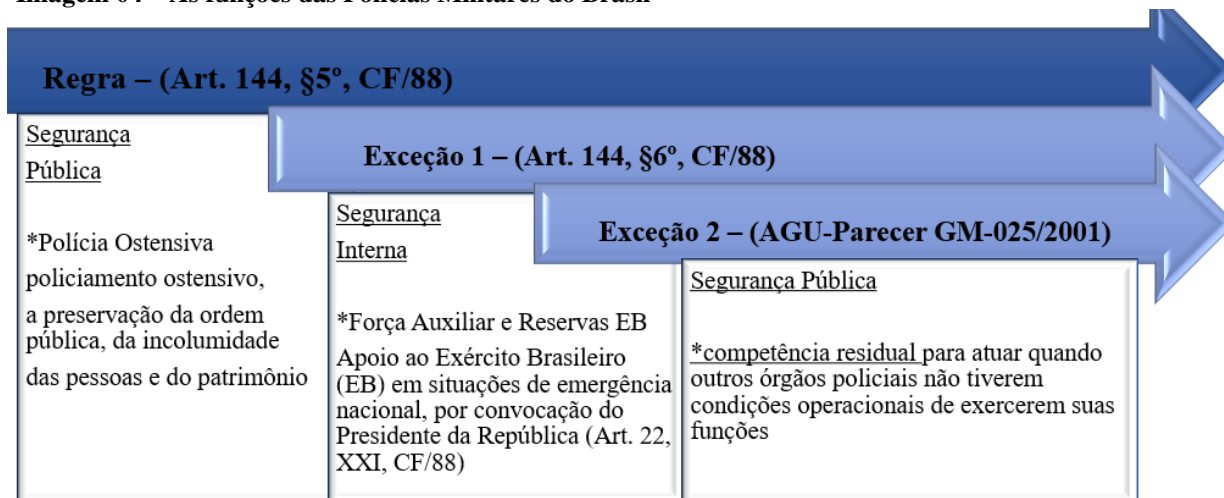 Regra – (Art. 144, §5º, CF/88)
Segurança
Pública
*Polícia Ostensiva
policiamento ostensivo,
a preservação da ordem
pública, da incolumidade
das pessoas e do patrimônio
Exceção 1 – (Art. 144, §6º, CF/88)
Segurança
Interna
*Força Auxiliar e Reservas EB
Apoio ao Exército Brasileiro
(EB) em situações de emergência
nacional, por convocação do
Presidente da República (Art. 22,
XXI, CF/88)
Exceção 2 – (AGU-Parecer GM-025/2001)
Segurança Pública
*competência residual para atuar quando
outros órgãos policiais não tiverem
condições operacionais de exercerem suas
funções